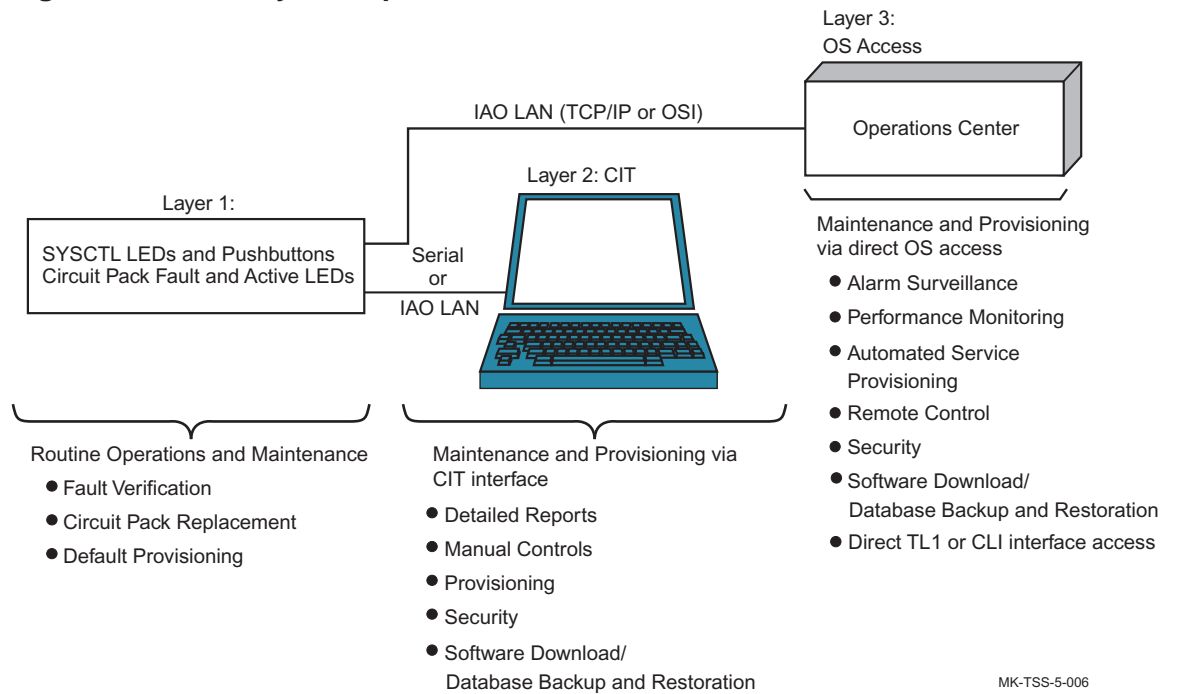 Layer 3:
OS Access
IAO LAN (TCP/IP or OSI)
Operations Center
Layer 2: CIT
Layer 1:
SYSCTL LEDs and Pushbuttons
Circuit Pack Fault and Active LEDs
Serial
or
IAO LAN
Maintenance and Provisioning
via direct OS access
● Alarm Surveillance
● Performance Monitoring
● Automated Service
Provisioning
● Remote Control
● Security
● Software Download/
Database Backup and Restoration
● Direct TL1 or CLI interface access
Routine Operations and Maintenance
● Fault Verification
● Circuit Pack Replacement
● Default Provisioning
Maintenance and Provisioning via
CIT interface
● Detailed Reports
● Manual Controls
● Provisioning
● Security
● Software Download/
Database Backup and Restoration
MK-TSS-5-006